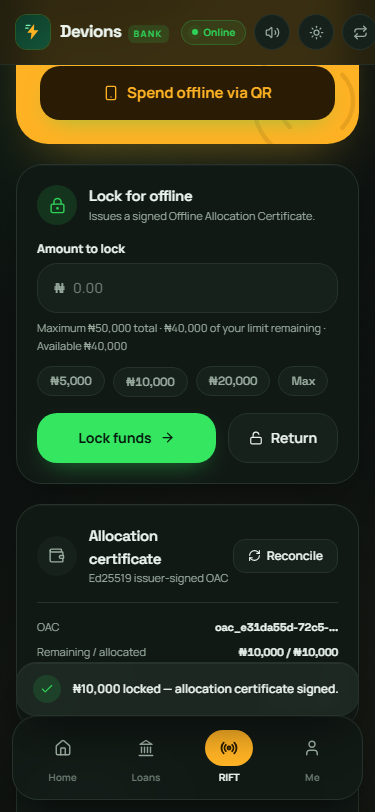 Devions BANK Online
Spend offline via QR
Lock for offline
Issues a signed Offline Allocation Certificate.
Amount to lock
₦ 0.00
Maximum ₦50,000 total · ₦40,000 of your limit remaining ·
Available ₦40,000
₦5,000 ₦10,000 ₦20,000 Max
Lock funds → Return
Allocation
certificate
Reconcile
Ed25519 issuer-signed OAC
OAC oac_e31da55d-72c5-...
Remaining / allocated ₦10,000 / ₦10,000
₦10,000 locked — allocation certificate signed.
Home Loans RIFT Me